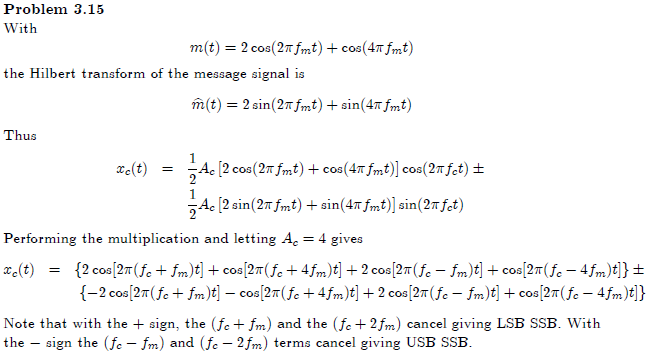 Problem 3.15
With
m(t) = 2 cos(2πf_m t) + cos(4πf_m t)
the Hilbert transform of the message signal is
m̂(t) = 2 sin(2πf_m t) + sin(4πf_m t)
Thus
x_c(t) = 1/2 A_c [2 cos(2πf_m t) + cos(4πf_m t)] cos(2πf_c t) ±
1/2 A_c [2 sin(2πf_m t) + sin(4πf_m t)] sin(2πf_c t)
Performing the multiplication and letting A_c = 4 gives
x_c(t) = {2 cos[2π(f_c + f_m)t] + cos[2π(f_c + 4f_m)t] + 2 cos[2π(f_c − f_m)t] + cos[2π(f_c − 4f_m)t]} ±
{−2 cos[2π(f_c + f_m)t] − cos[2π(f_c + 4f_m)t] + 2 cos[2π(f_c − f_m)t] + cos[2π(f_c − 4f_m)t]}
Note that with the + sign, the (f_c + f_m) and the (f_c + 2f_m) cancel giving LSB SSB. With
the − sign the (f_c − f_m) and (f_c − 2f_m) terms cancel giving USB SSB.